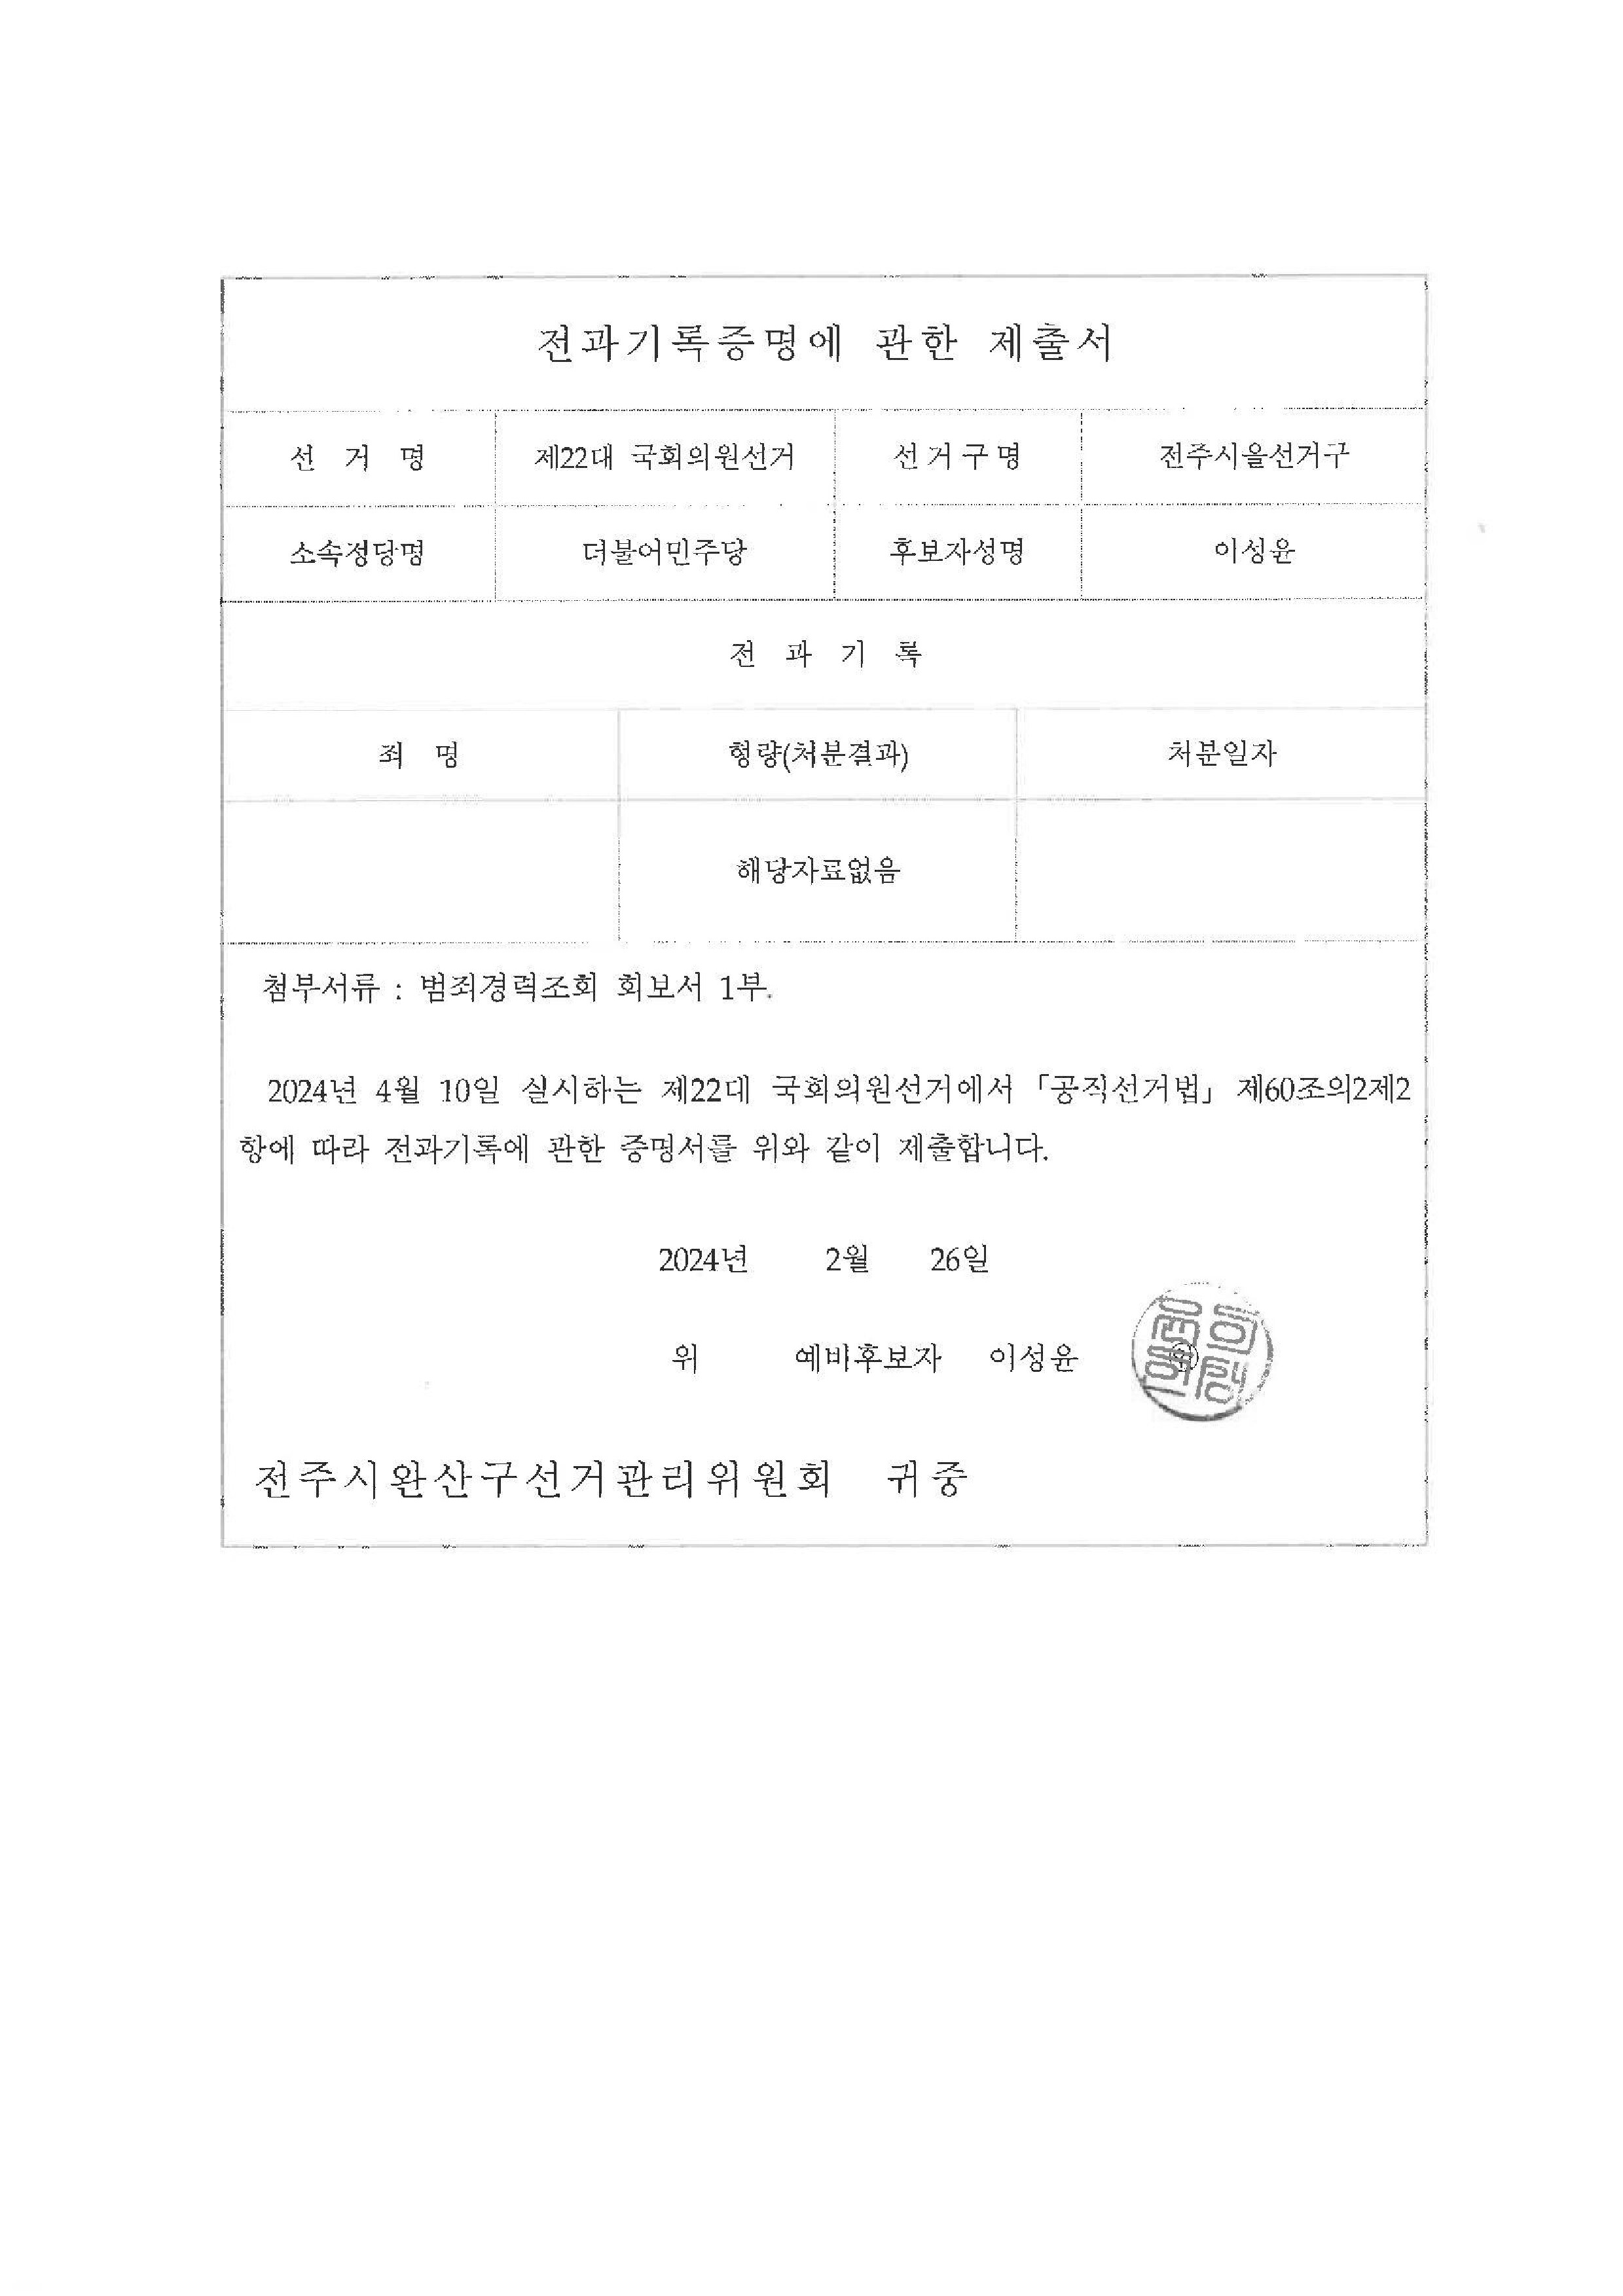 전과기록증명에 관한 제출서
선 거 명 제22대 국회의원선거 선거구명 전주시을선거구
소속정당명 더불어민주당 후보자성명 이성윤
전 과 기 록
죄 명 형량(처분결과) 처분일자
해당자료없음
첨부서류 : 범죄경력조회 회보서 1부.
2024년 4월 10일 실시하는 제22대 국회의원선거에서 「공직선거법」 제60조의2제2
항에 따라 전과기록에 관한 증명서를 위와 같이 제출합니다.
2024년 2월 26일
위 예비후보자 이성윤
전주시완산구선거관리위원회 귀중